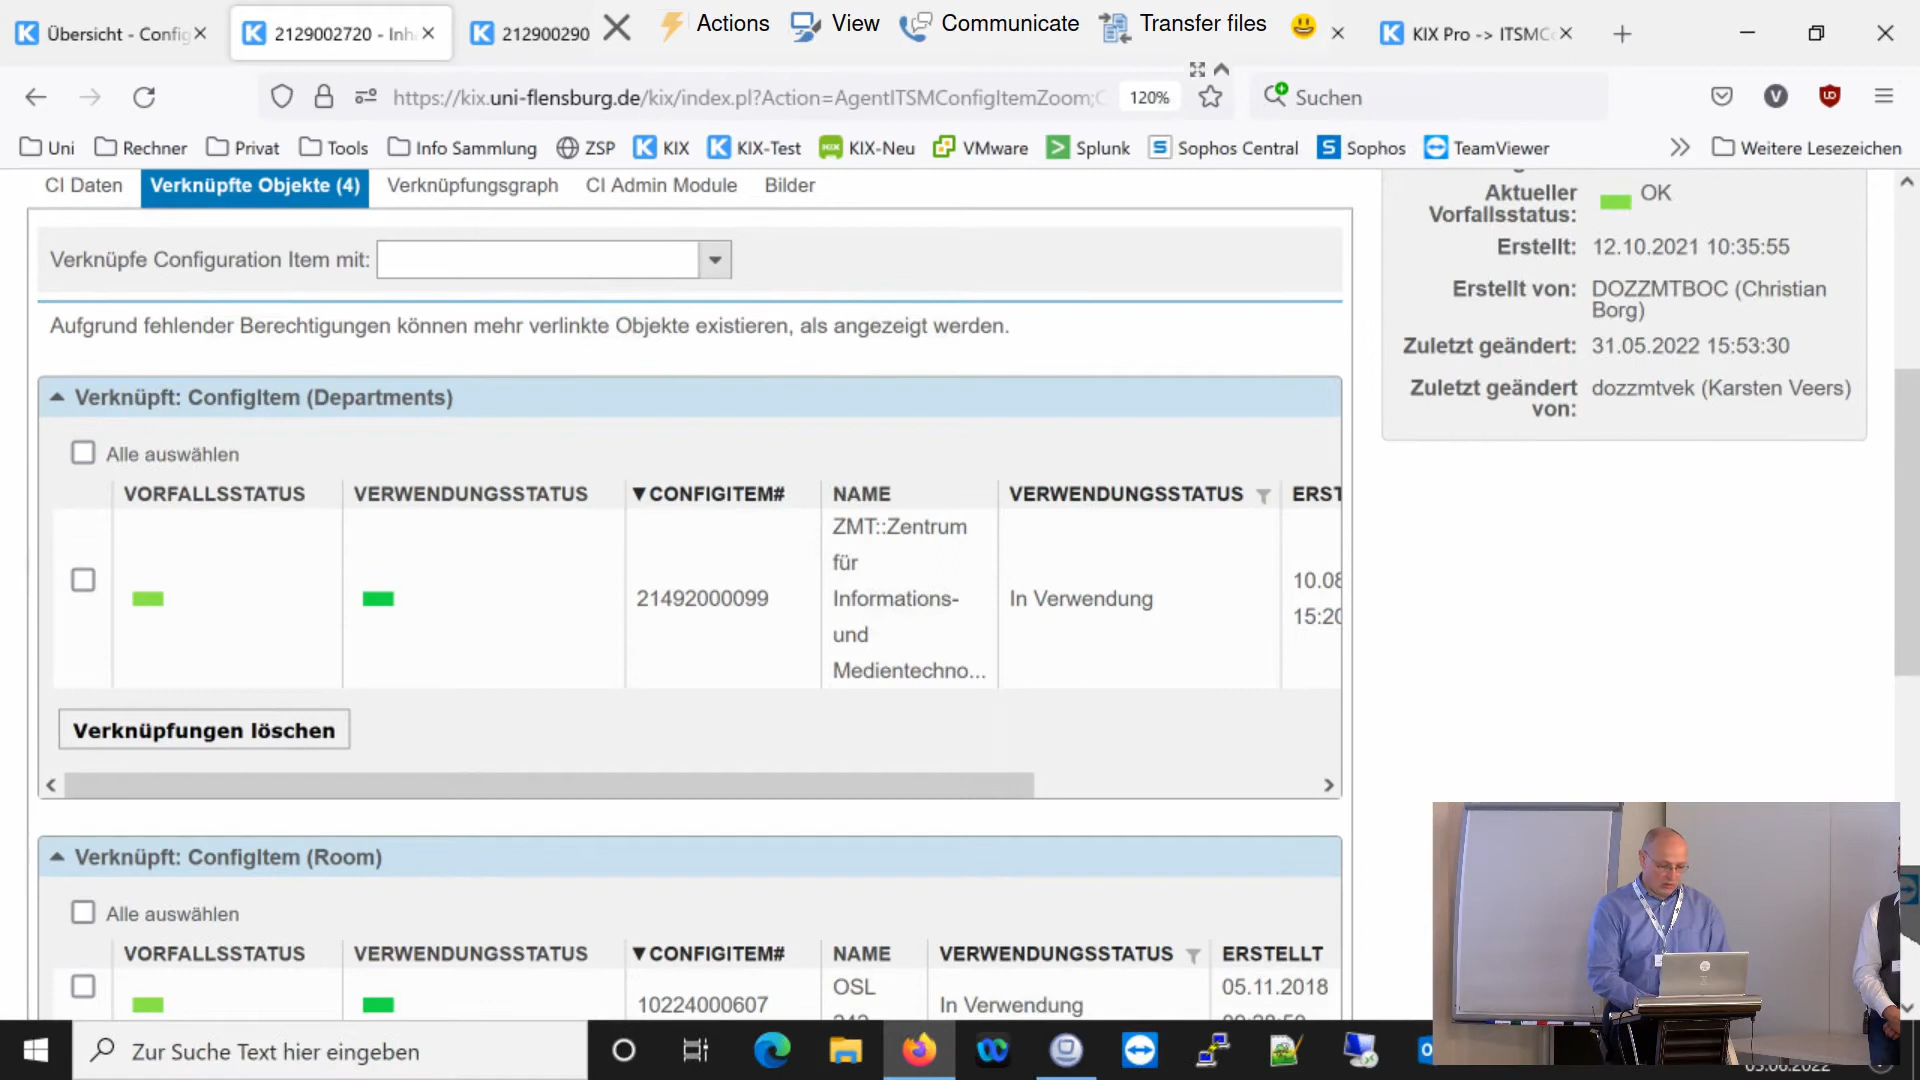 Übersicht - Config
2129002720 - Inh
212900290
Actions
View
Communicate
Transfer files
KIX Pro -> ITSMC
https://kix.uni-flensburg.de/kix/index.pl?Action=AgentITSMConfigItemZoom;C
120%
Suchen
Uni
Rechner
Privat
Tools
Info Sammlung
ZSP
KIX
KIX-Test
KIX-Neu
VMware
Splunk
Sophos Central
Sophos
TeamViewer
Weitere Lesezeichen
CI Daten
Verknüpfte Objekte (4)
Verknüpfungsgraph
CI Admin Module
Bilder
Verknüpfe Configuration Item mit:
Aufgrund fehlender Berechtigungen können mehr verlinkte Objekte existieren, als angezeigt werden.
Verknüpft: ConfigItem (Departments)
Alle auswählen
VORFALLSSTATUS VERWENDUNGSSTATUS ▼CONFIGITEM# NAME VERWENDUNGSSTATUS ERST
21492000099
ZMT::Zentrum
für
Informations-
und
Medientechno...
In Verwendung
10.08
15:20
Verknüpfungen löschen
Verknüpft: ConfigItem (Room)
Alle auswählen
VORFALLSSTATUS VERWENDUNGSSTATUS ▼CONFIGITEM# NAME VERWENDUNGSSTATUS ERSTELLT
10224000607
OSL
In Verwendung
05.11.2018
Aktueller
Vorfallsstatus:
OK
Erstellt: 12.10.2021 10:35:55
Erstellt von: DOZZMTBOC (Christian
Borg)
Zuletzt geändert: 31.05.2022 15:53:30
Zuletzt geändert
von:
dozzmtvek (Karsten Veers)
Zur Suche Text hier eingeben